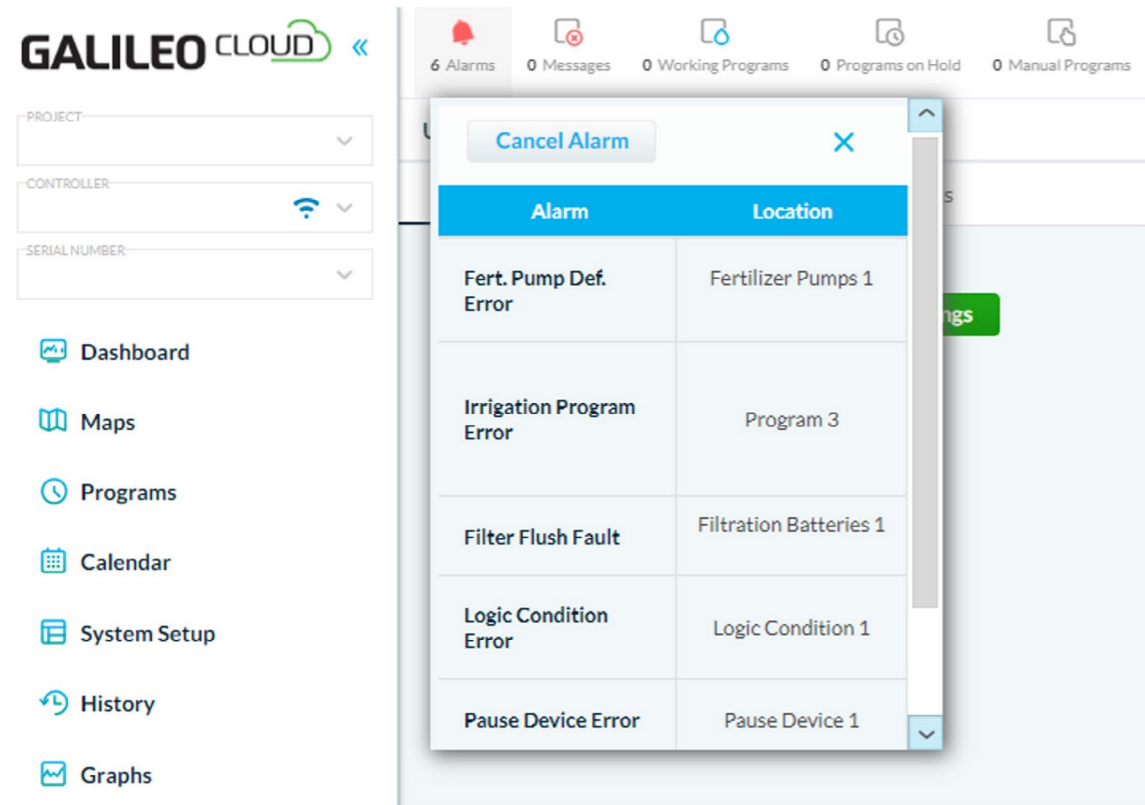 GALILEO CLOUD «
6 Alarms
0 Messages
0 Working Programs
0 Programs on Hold
0 Manual Programs
PROJECT
CONTROLLER
SERIAL NUMBER
Dashboard
Maps
Programs
Calendar
System Setup
History
Graphs
Cancel Alarm
Alarm Location
Fert. Pump Def.
Error
Fertilizer Pumps 1
Irrigation Program
Error
Program 3
Filter Flush Fault
Filtration Batteries 1
Logic Condition
Error
Logic Condition 1
Pause Device Error
Pause Device 1